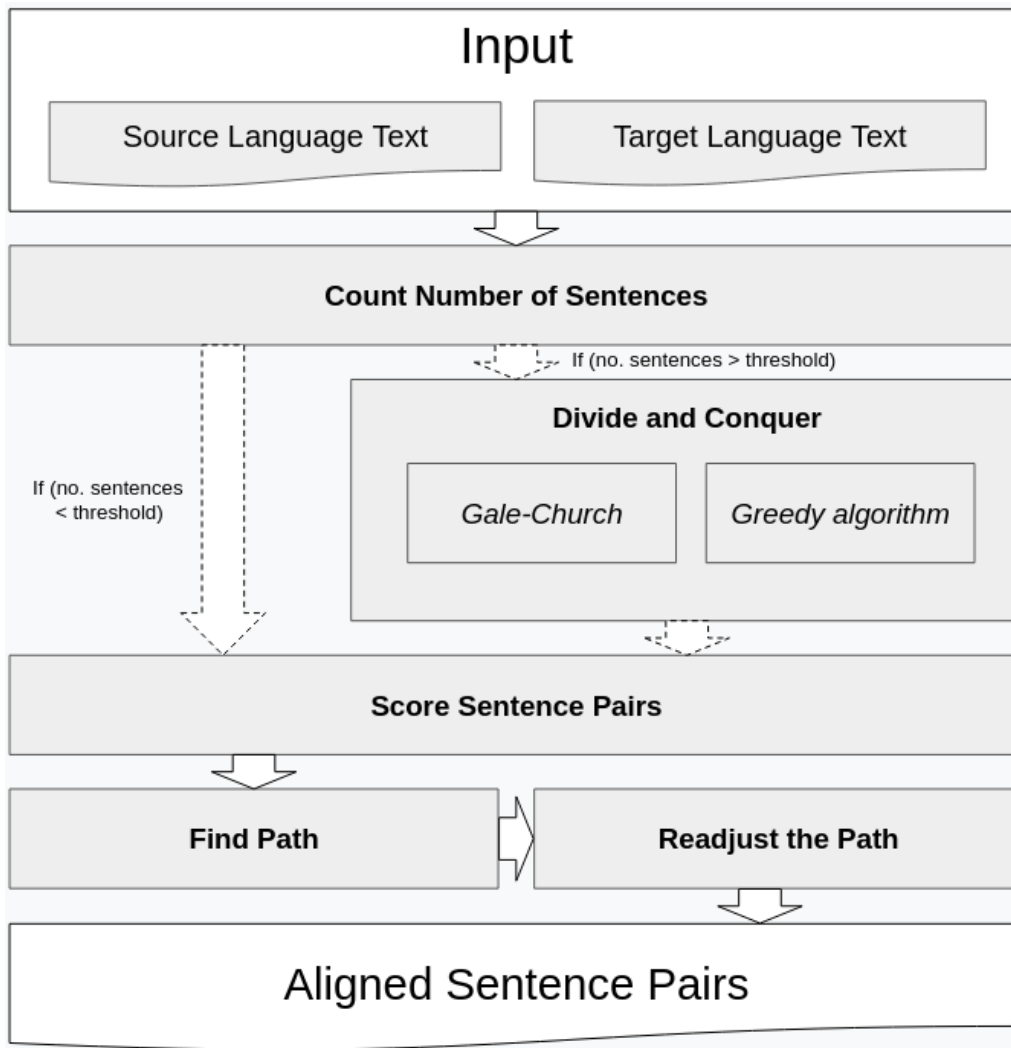 Input
Source Language Text
Target Language Text
Count Number of Sentences
If (no. sentences > threshold)
Divide and Conquer
If (no. sentences
< threshold)
Gale-Church
Greedy algorithm
Score Sentence Pairs
Find Path
Readjust the Path
Aligned Sentence Pairs